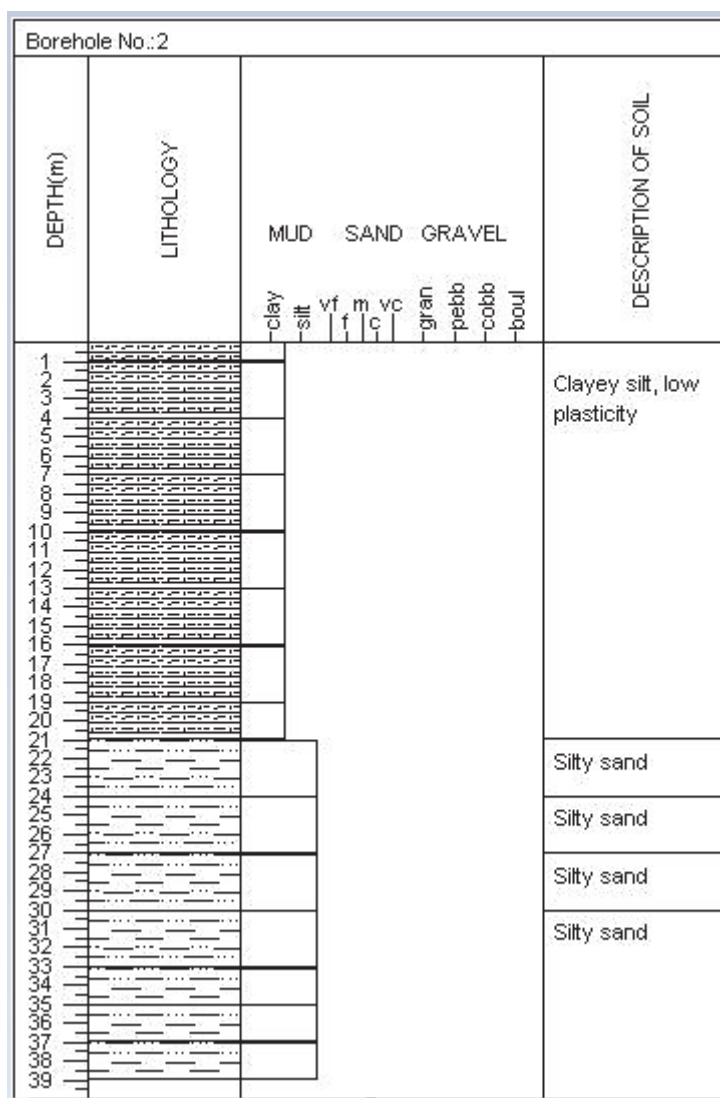 Borehole No.:2
DEPTH(m)
LITHOLOGY
MUD SAND GRAVEL
clay
silt
vf
f
m
c
vc
gran
pebb
cobb
boul
DESCRIPTION OF SOIL
1
2
3
4
5
6
7
8
9
10
11
12
13
14
15
16
17
18
19
20
21
22
23
24
25
26
27
28
29
30
31
32
33
34
35
36
37
38
39
Clayey silt, low
plasticity
Silty sand
Silty sand
Silty sand
Silty sand